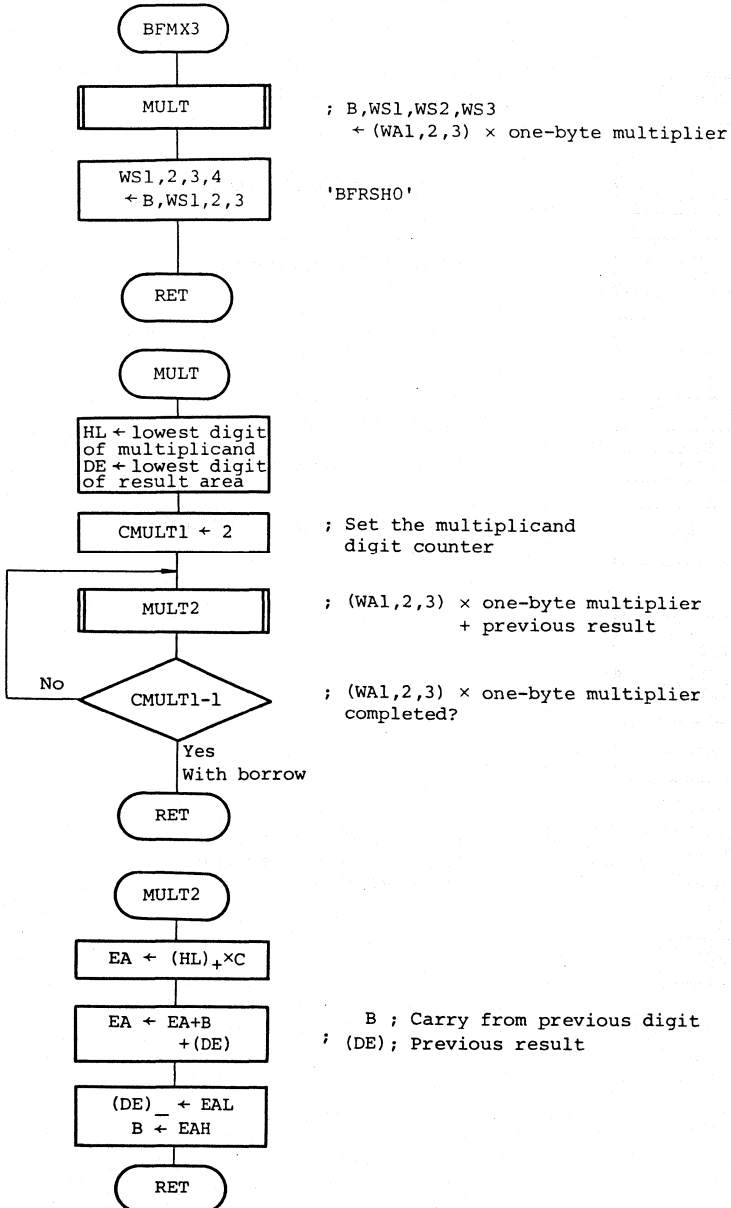 BFMX3
MULT
; B,WS1,WS2,WS3
← (WA1,2,3) × one-byte multiplier
WS1,2,3,4
← B,WS1,2,3
'BFRSH0'
RET
MULT
HL ← lowest digit
of multiplicand
DE ← lowest digit
of result area
CMULT1 ← 2
; Set the multiplicand
digit counter
MULT2
; (WA1,2,3) × one-byte multiplier
+ previous result
No
CMULT1-1
; (WA1,2,3) × one-byte multiplier
completed?
Yes
With borrow
RET
MULT2
EA ← (HL)+×C
EA ← EA+B
+(DE)
B ; Carry from previous digit
; (DE); Previous result
(DE)_ ← EAL
B ← EAH
RET